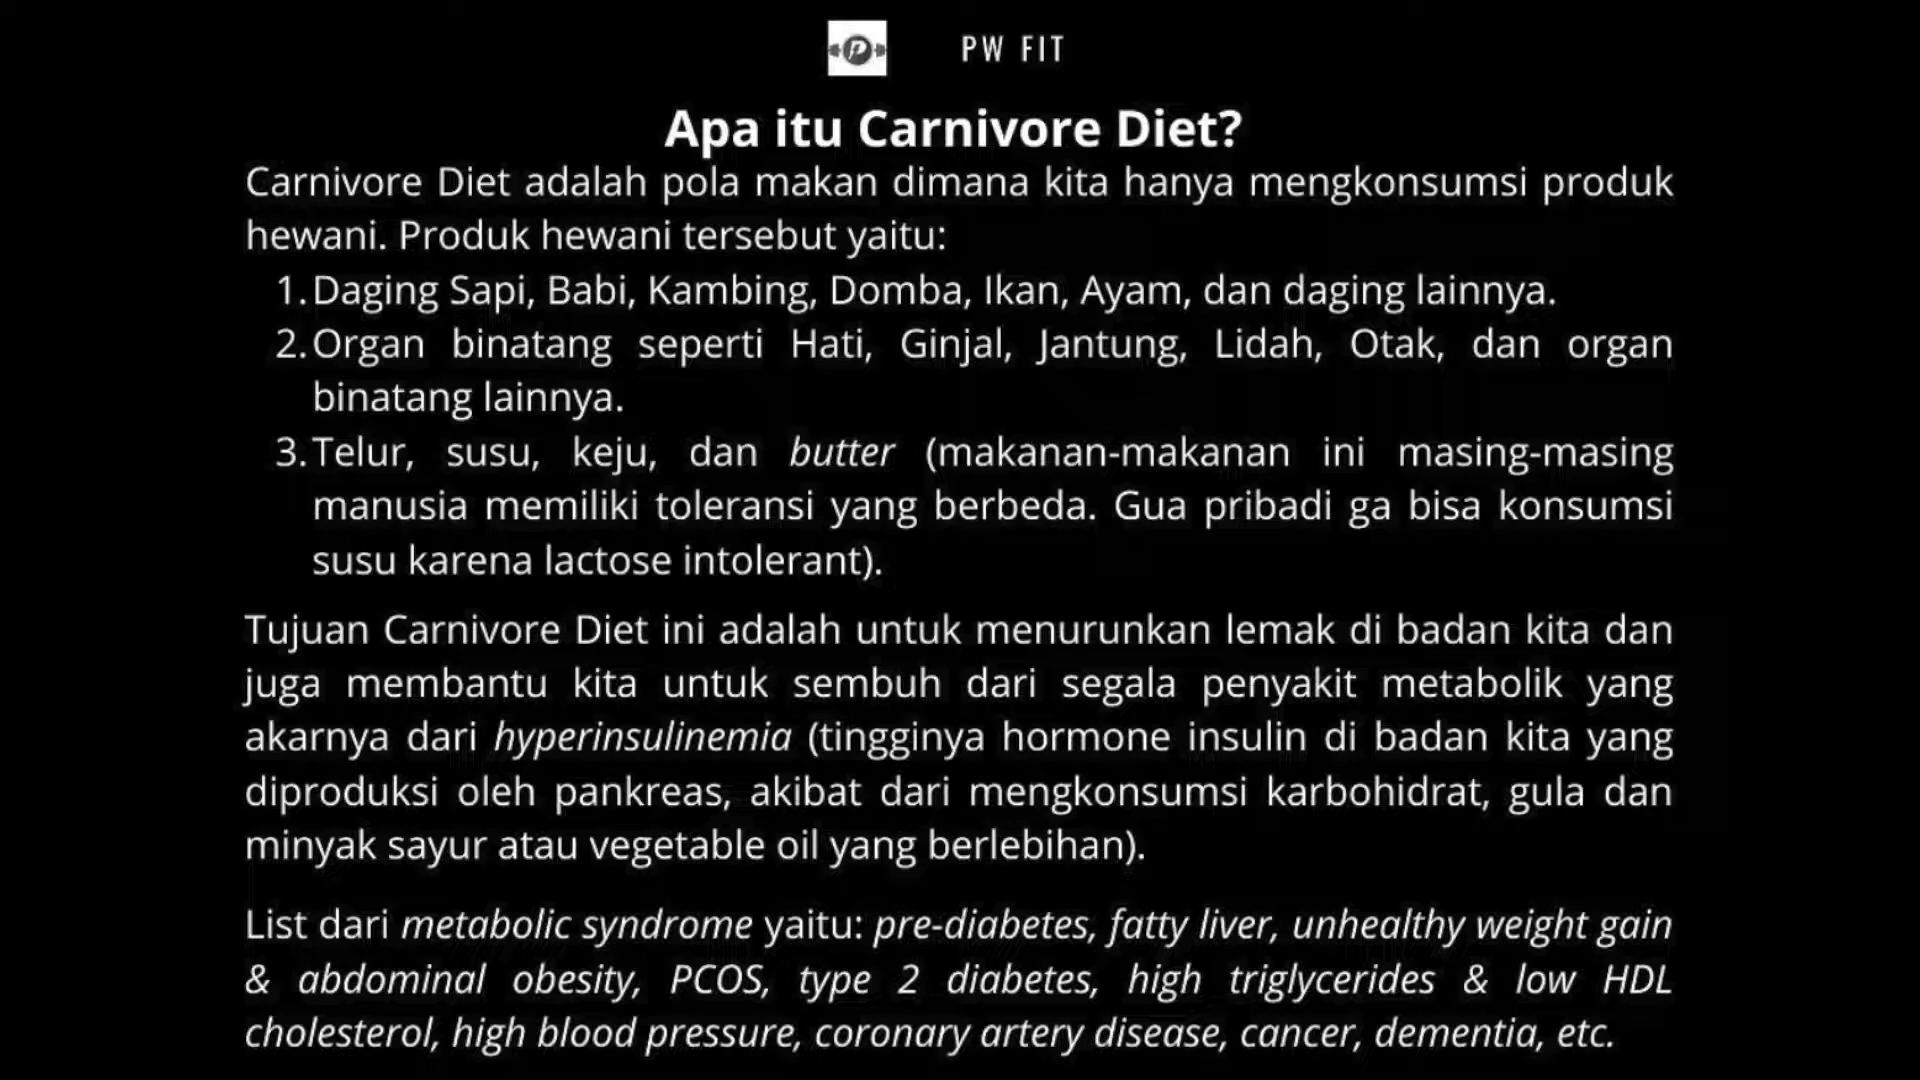 PW FIT
Apa itu Carnivore Diet?
Carnivore Diet adalah pola makan dimana kita hanya mengkonsumsi produk
hewani. Produk hewani tersebut yaitu:
1. Daging Sapi, Babi, Kambing, Domba, Ikan, Ayam, dan daging lainnya.
2. Organ binatang seperti Hati, Ginjal, Jantung, Lidah, Otak, dan organ
binatang lainnya.
3. Telur, susu, keju, dan butter (makanan-makanan ini masing-masing
manusia memiliki toleransi yang berbeda. Gua pribadi ga bisa konsumsi
susu karena lactose intolerant).
Tujuan Carnivore Diet ini adalah untuk menurunkan lemak di badan kita dan
juga membantu kita untuk sembuh dari segala penyakit metabolik yang
akarnya dari hyperinsulinemia (tingginya hormone insulin di badan kita yang
diproduksi oleh pankreas, akibat dari mengkonsumsi karbohidrat, gula dan
minyak sayur atau vegetable oil yang berlebihan).
List dari metabolic syndrome yaitu: pre-diabetes, fatty liver, unhealthy weight gain
& abdominal obesity, PCOS, type 2 diabetes, high triglycerides & low HDL
cholesterol, high blood pressure, coronary artery disease, cancer, dementia, etc.